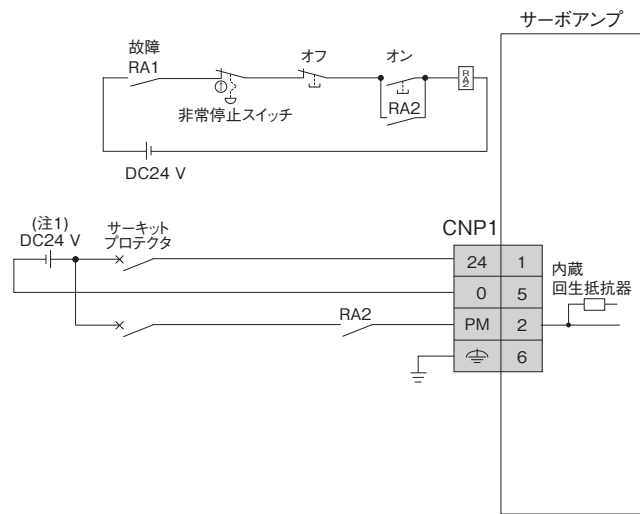 サーボアンプ
故障
RA1
オフ
オン
RA2
RA2
非常停止スイッチ
DC24 V
(注1)
DC24 V
サーキット
プロテクタ
CNP1
24 1
0 5
PM 2
6
RA2
内蔵
回生抵抗器